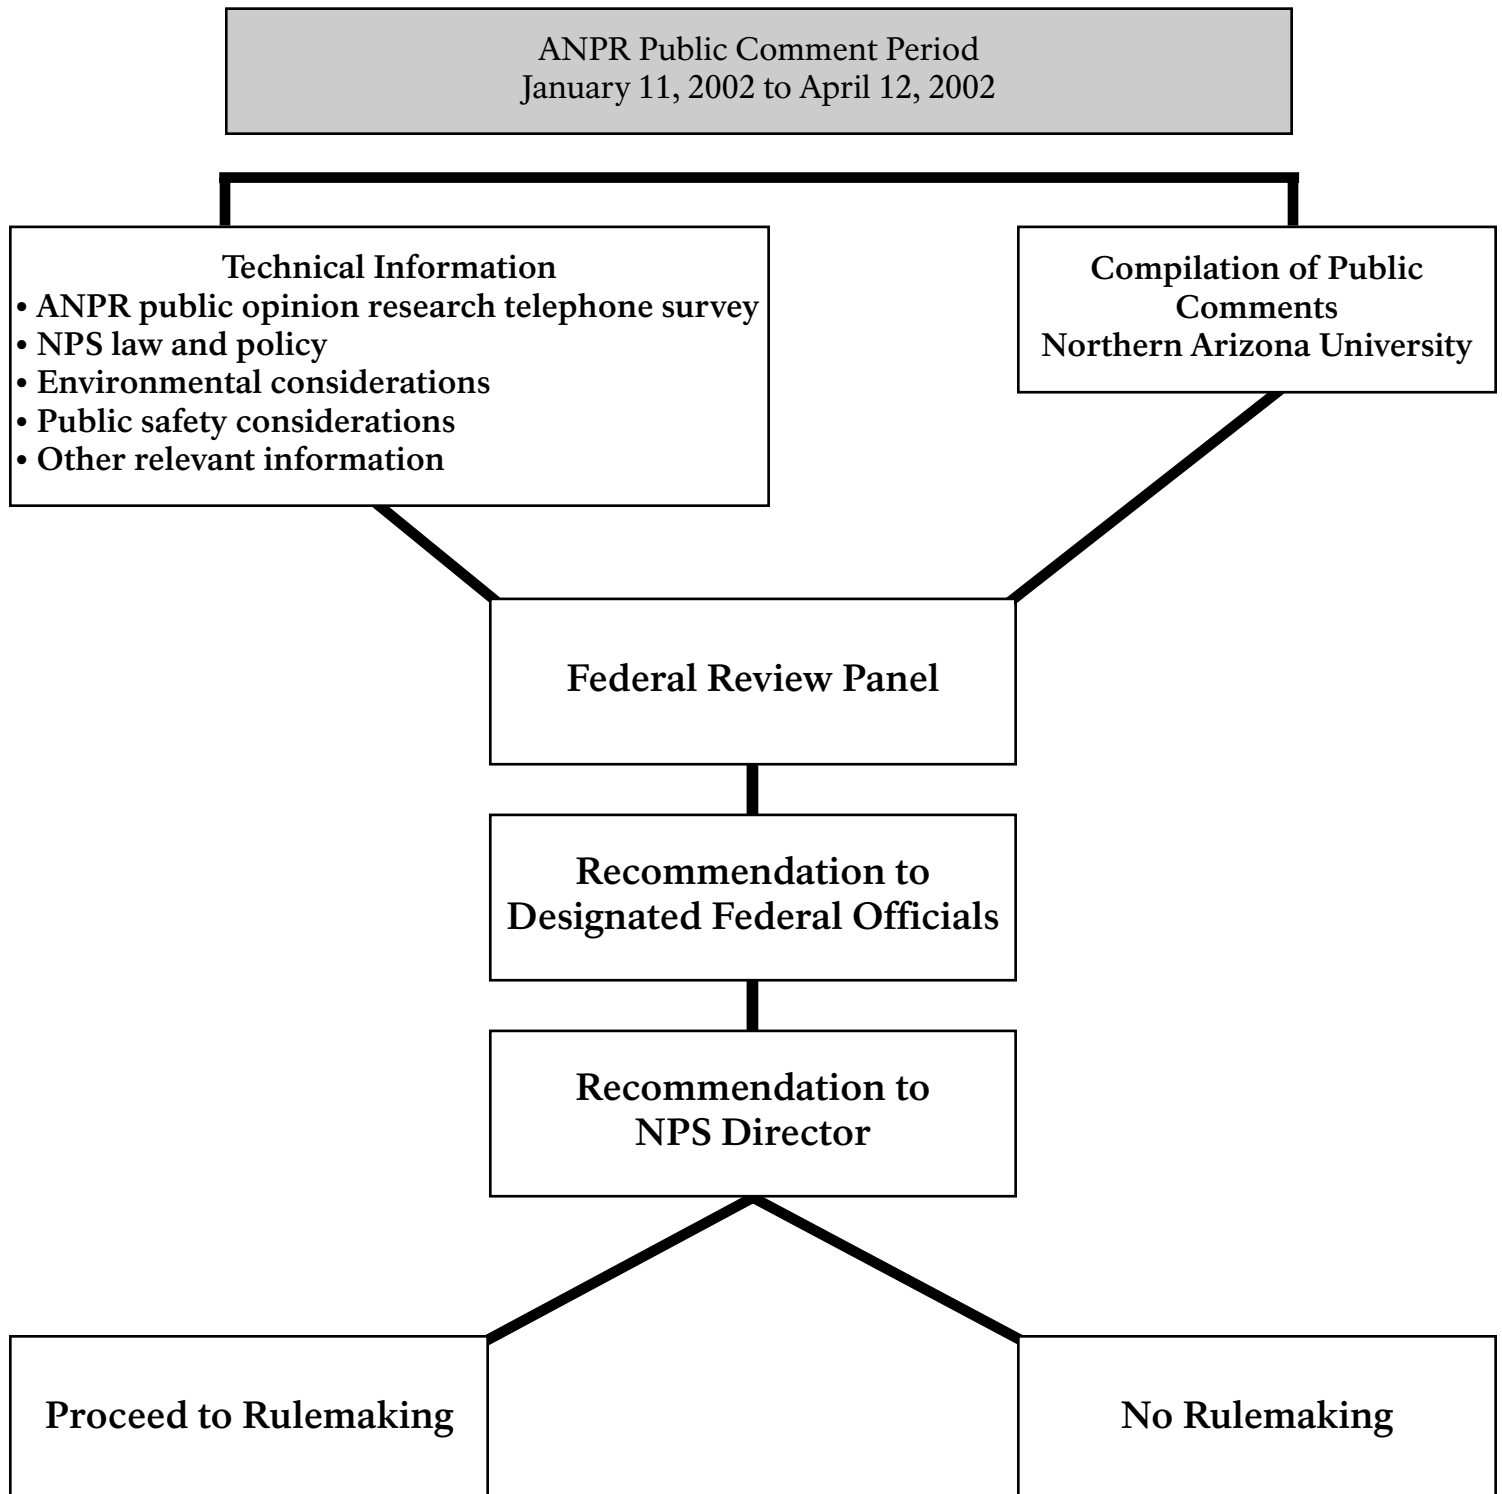 ANPR Public Comment Period
January 11, 2002 to April 12, 2002
Technical Information
• ANPR public opinion research telephone survey
• NPS law and policy
• Environmental considerations
• Public safety considerations
• Other relevant information
Compilation of Public
Comments
Northern Arizona University
Federal Review Panel
Recommendation to
Designated Federal Officials
Recommendation to
NPS Director
Proceed to Rulemaking
No Rulemaking